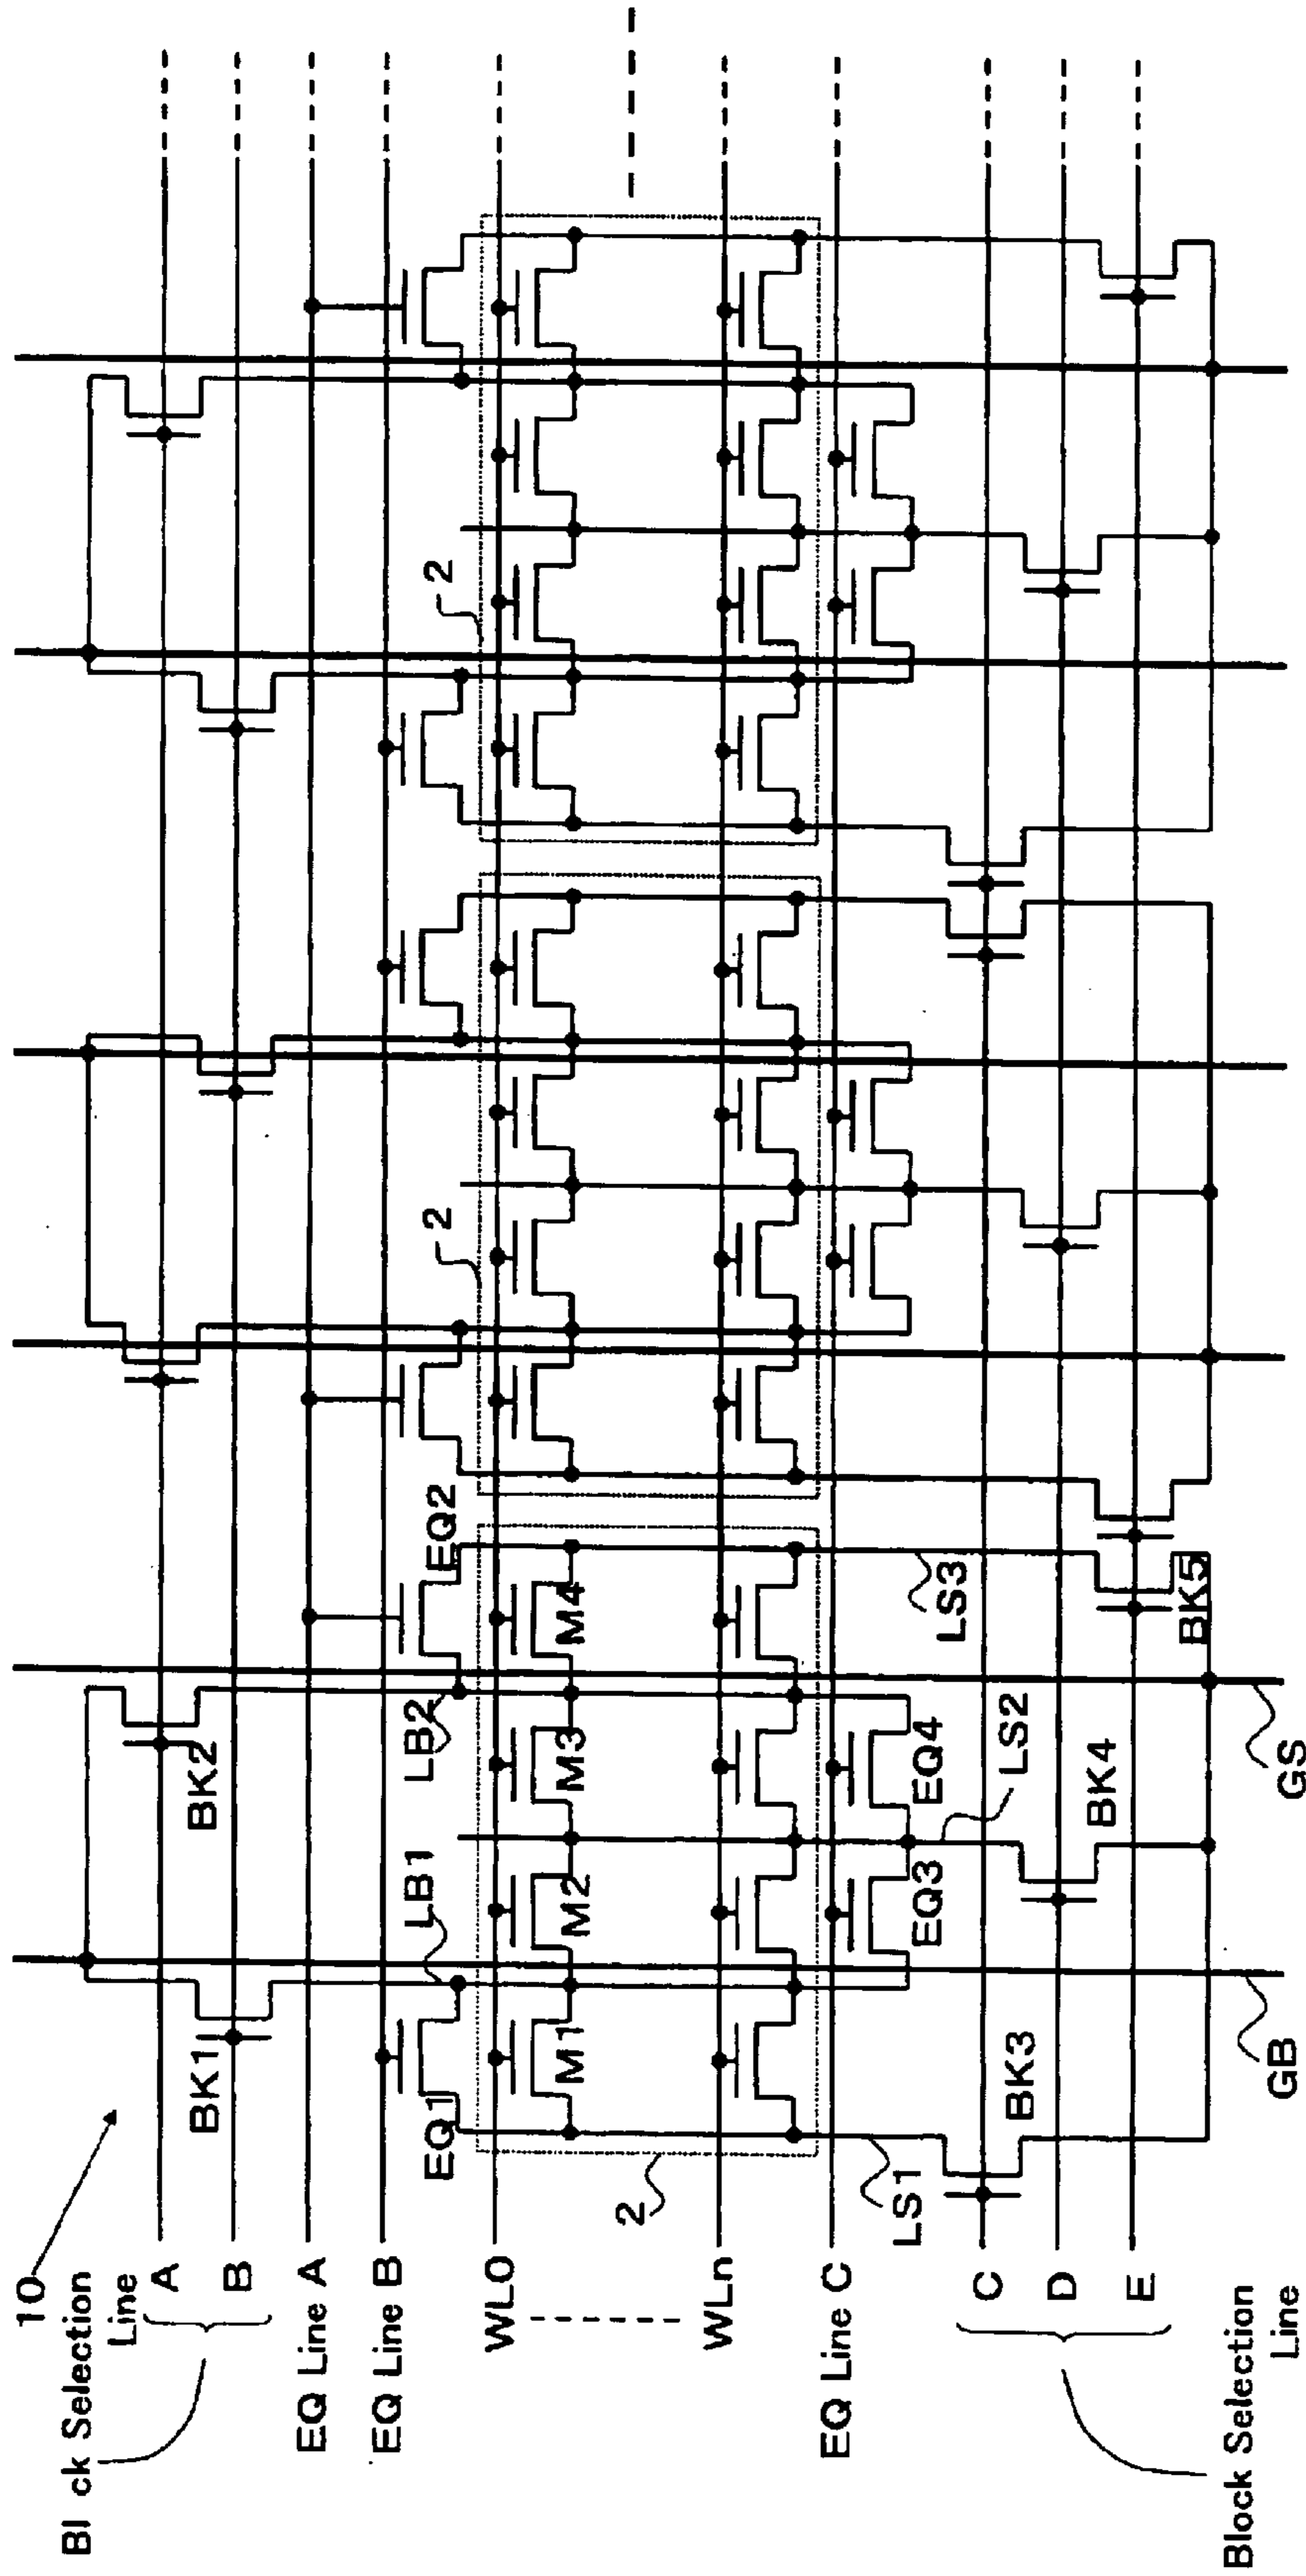 10
Bl ck Selection
Line
A
B
EQ Line A
EQ Line B
WL0
WLn
EQ Line C
C
D
E
Block Selection
Line
BK1
BK2
EQ1
EQ2
LB1
LB2
M1
M2
M3
M4
2
2
2
EQ3
EQ4
LS1
LS2
LS3
BK3
BK4
BK5
GB
GS